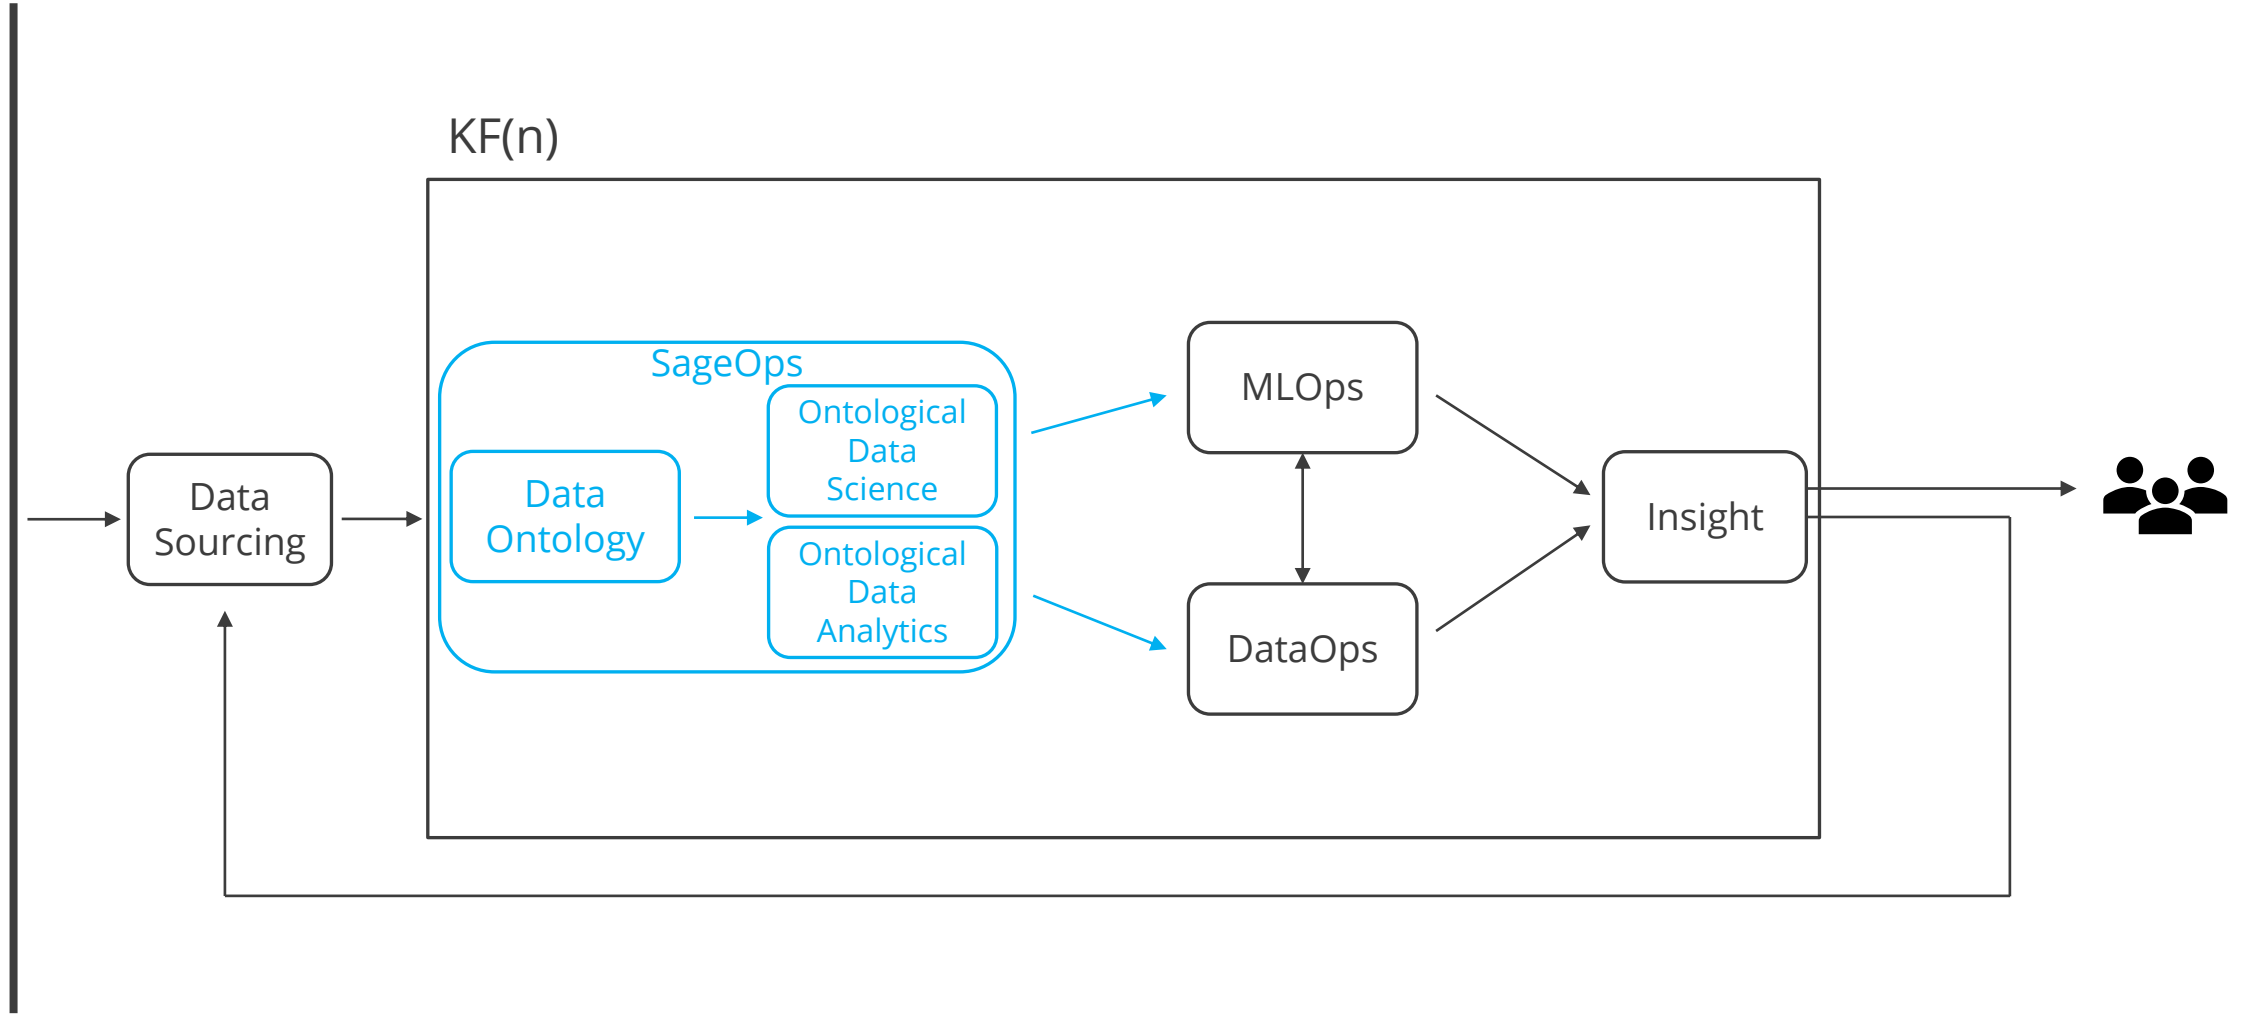 KF(n)
SageOps
Data
Sourcing
Data
Ontology
Ontological
Data
Science
Ontological
Data
Analytics
MLOps
DataOps
Insight